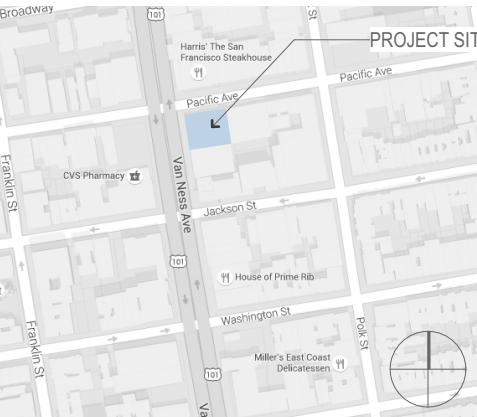 Broadway
101
St
Harris' The San
Francisco Steakhouse
PROJECT SIT
Pacific Ave
Pacific Ave
CVS Pharmacy
Franklin St
Van Ness Ave
Jackson St
101
House of Prime Rib
Washington St
Franklin St
Polk St
Miller's East Coast
Delicatessen
101
Va